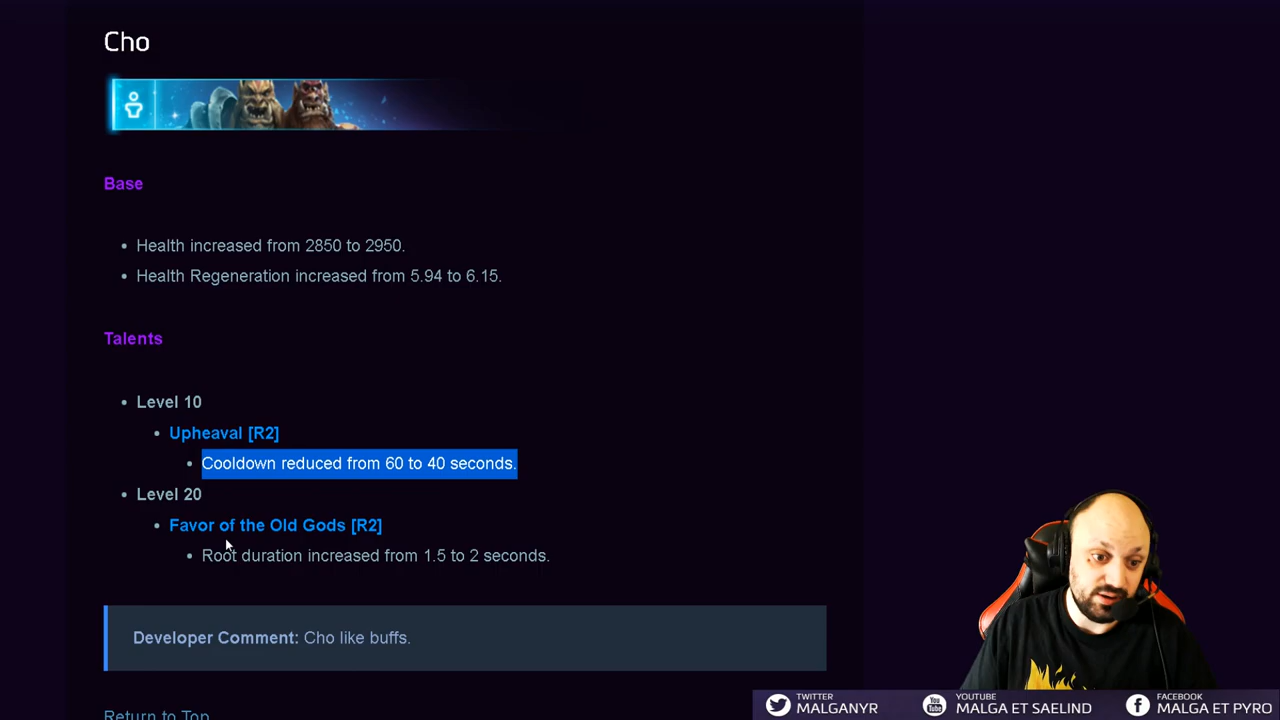 Cho
Base
Health increased from 2850 to 2950.
Health Regeneration increased from 5.94 to 6.15.
Talents
Level 10
Upheaval [R2]
Cooldown reduced from 60 to 40 seconds.
Level 20
Favor of the Old Gods [R2]
Root duration increased from 1.5 to 2 seconds.
Developer Comment: Cho like buffs.
Return to Top
TWITTER
MALGANYR
YOUTUBE
MALGA ET SAELIND
FACEBOOK
MALGA ET PYRO